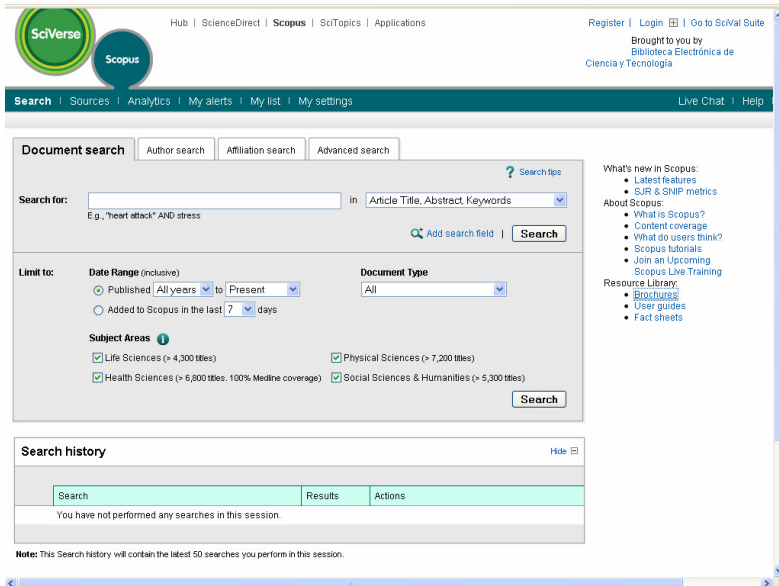 SciVerse
Scopus
Hub | ScienceDirect | Scopus | SciTopics | Applications
Register | Login | Go to SciVal Suite
Brought to you by
Biblioteca Electrónica de
Ciencia y Tecnología
Search | Sources | Analytics | My alerts | My list | My settings
Live Chat | Help
Document search
Author search
Affiliation search
Advanced search
? Search tips
Search for:
in Article Title, Abstract, Keywords
E.g., "heart attack" AND stress
Add search field | Search
Limit to:
Date Range (inclusive)
Document Type
Published All years to Present
All
Added to Scopus in the last 7 days
Subject Areas i
Life Sciences (> 4,300 titles)
Physical Sciences (> 7,200 titles)
Health Sciences (> 6,800 titles. 100% Medline coverage)
Social Sciences & Humanities (> 5,300 titles)
Search
What's new in Scopus:
Latest features
SJR & SNIP metrics
About Scopus:
What is Scopus?
Content coverage
What do users think?
Scopus tutorials
Join an Upcoming
Scopus Live Training
Resource Library:
Brochures
User guides
Fact sheets
Search history
Hide
Search
Results
Actions
You have not performed any searches in this session.
Note: This Search history will contain the latest 50 searches you perform in this session.